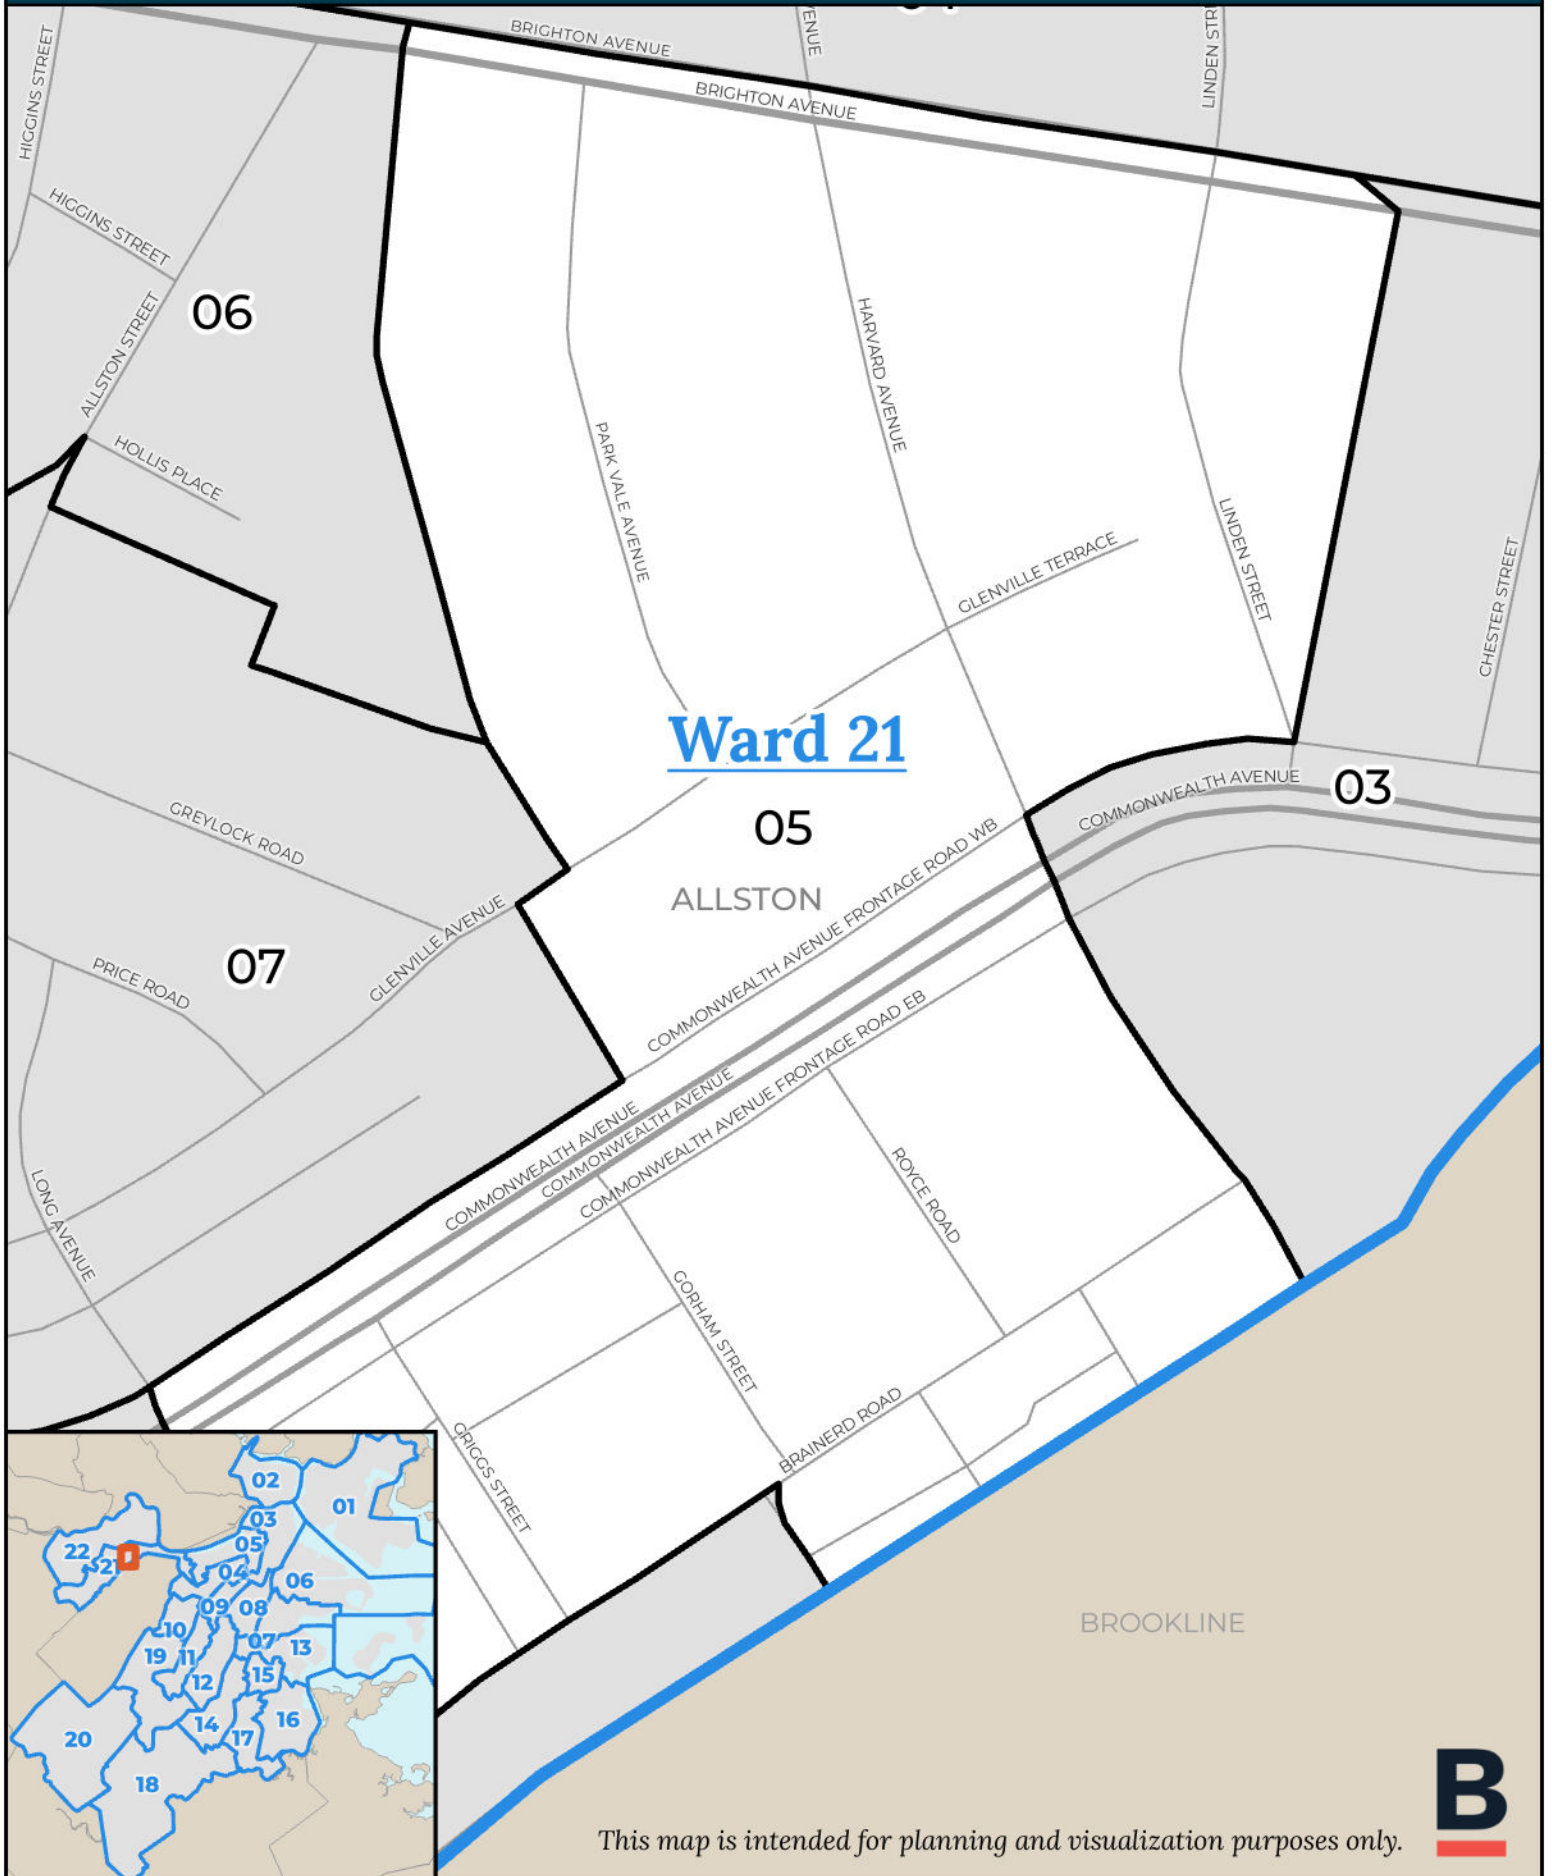 BRIGHTON AVENUE
BRIGHTON AVENUE
LINDEN
HIGGINS STREET
HIGGINS STREET
06
ALLSTON STREET
HOLLIS PLACE
HARVARD AVENUE
PARK VALE AVENUE
GLENVILLE TERRACE
LINDEN STREET
CHESTER STREET
Ward 21
05
ALLSTON
03
COMMONWEALTH AVENUE
COMMONWEALTH AVENUE FRONTAGE ROAD WB
GREYLOCK ROAD
GLENVILLE AVENUE
07
PRICE ROAD
LONG AVENUE
COMMONWEALTH AVENUE
COMMONWEALTH AVENUE
COMMONWEALTH AVENUE FRONTAGE ROAD EB
ROYCE ROAD
GORHAM STREET
BRAINERD ROAD
GRIGGS STREET
BROOKLINE
02
01
03
05
22
21
04
06
09
08
10
07
13
19
11
12
15
14
16
17
20
18
This map is intended for planning and visualization purposes only.
B